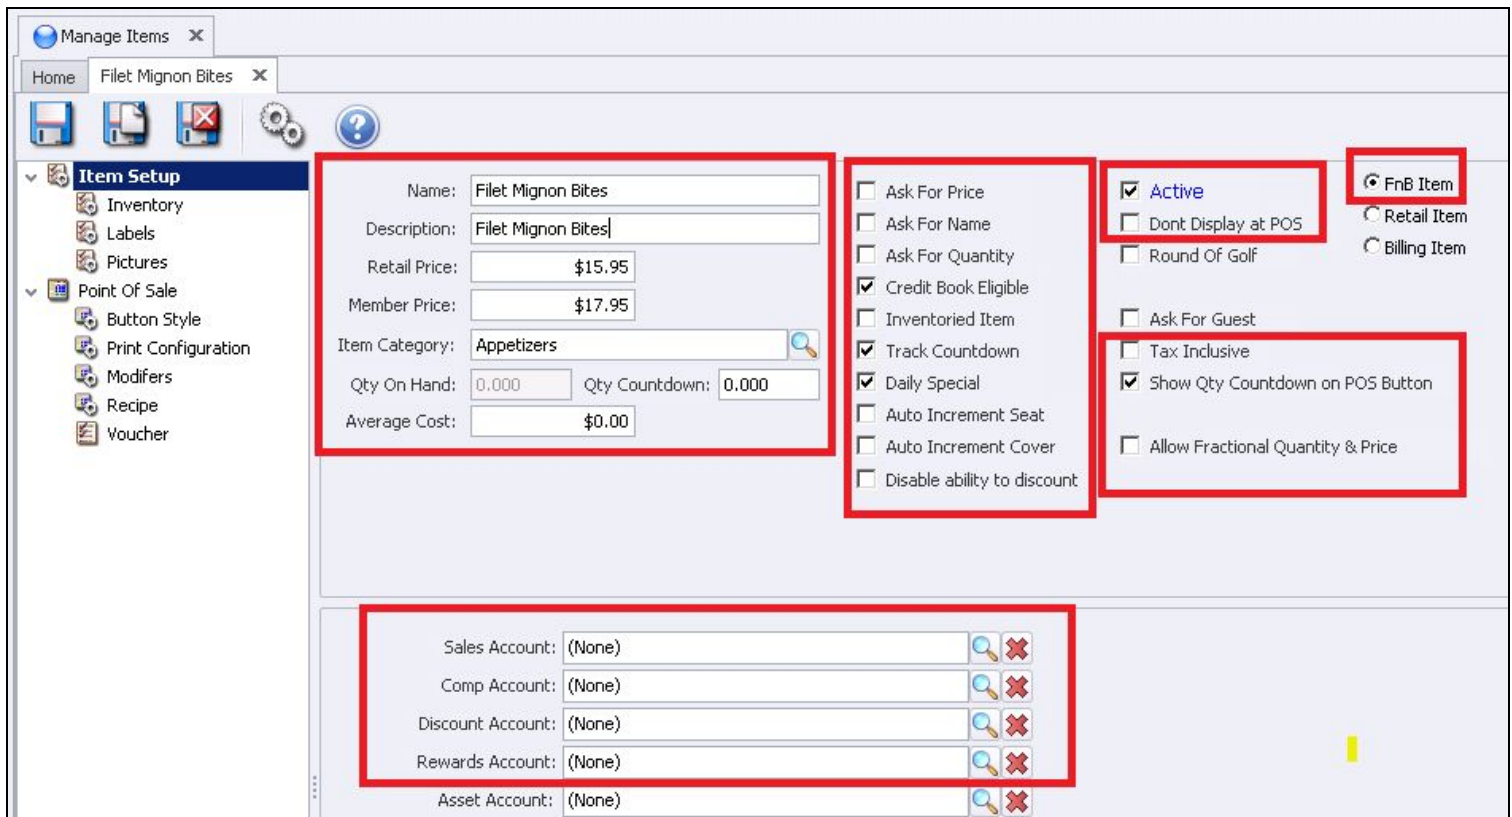 Manage Items
Home Filet Mignon Bites
Item Setup
Inventory
Labels
Pictures
Point Of Sale
Button Style
Print Configuration
Modifers
Recipe
Voucher
Name: Filet Mignon Bites
Description: Filet Mignon Bites
Retail Price: $15.95
Member Price: $17.95
Item Category: Appetizers
Qty On Hand: 0.000 Qty Countdown: 0.000
Average Cost: $0.00
Ask For Price
Ask For Name
Ask For Quantity
Credit Book Eligible
Inventoried Item
Track Countdown
Daily Special
Auto Increment Seat
Auto Increment Cover
Disable ability to discount
Active
Dont Display at POS
Round Of Golf
Ask For Guest
Tax Inclusive
Show Qty Countdown on POS Button
Allow Fractional Quantity & Price
FnB Item
Retail Item
Billing Item
Sales Account: (None)
Comp Account: (None)
Discount Account: (None)
Rewards Account: (None)
Asset Account: (None)